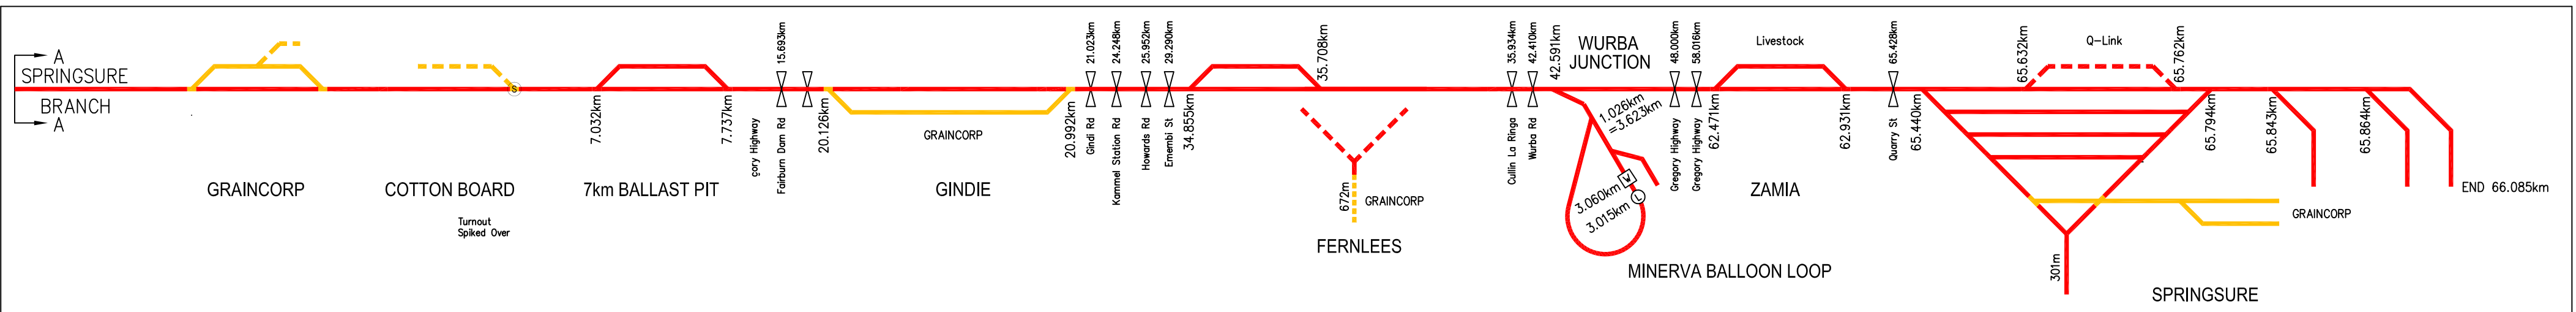 A
SPRINGSURE
BRANCH
A
GRAINCORP
COTTON BOARD
Turnout
Spiked Over
S
7.032km
7km BALLAST PIT
7.737km
15.693km
Fairburn Dam Rd
20.126km
GRAINCORP
GINDIE
20.992km
21.023km
Gindi Rd
24.248km
Kammel Station Rd
25.952km
Howards Rd
29.290km
Emembi St
34.855km
35.708km
672m
GRAINCORP
FERNLEES
35.934km
Cullin La Ringa
42.410km
Wurba Rd
42.591km
WURBA
JUNCTION
1.026km
=3.623km
3.060km
W
3.015km
L
MINERVA BALLOON LOOP
48.000km
Gregory Highway
58.016km
Gregory Highway
62.471km
Livestock
ZAMIA
62.931km
65.428km
Quarry St
65.440km
65.632km
Q-Link
65.762km
65.794km
65.843km
65.864km
END 66.085km
GRAINCORP
301m
SPRINGSURE